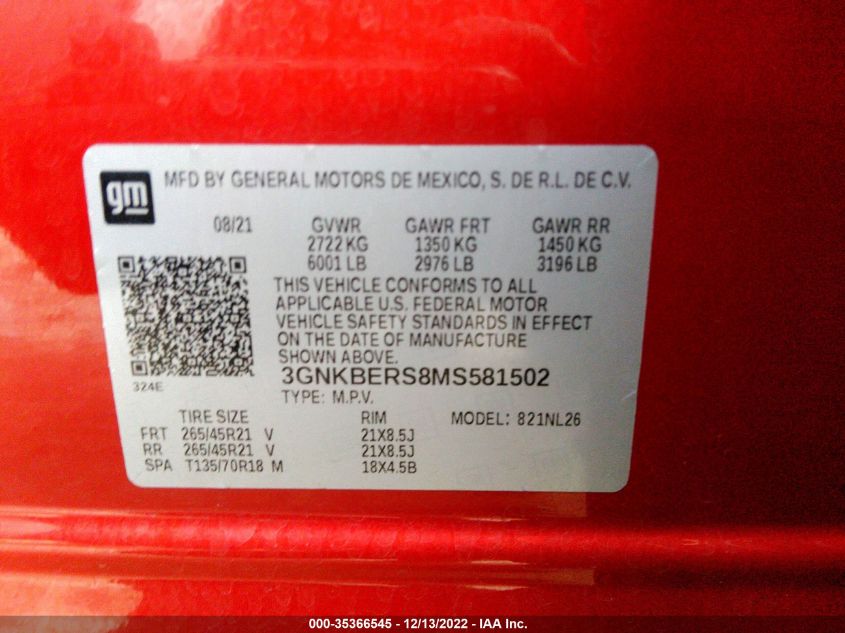 gm
MFD BY GENERAL MOTORS DE MEXICO, S. DE R.L. DE C.V.
08/21 GVWR GAWR FRT GAWR RR
2722 KG 1350 KG 1450 KG
6001 LB 2976 LB 3196 LB
THIS VEHICLE CONFORMS TO ALL
APPLICABLE U.S. FEDERAL MOTOR
VEHICLE SAFETY STANDARDS IN EFFECT
ON THE DATE OF MANUFACTURE
SHOWN ABOVE.
324E
3GNKBERS8MS581502
TYPE: M.P.V.
TIRE SIZE RIM MODEL: 821NL26
FRT 265/45R21 V 21X8.5J
RR 265/45R21 V 21X8.5J
SPA T135/70R18 M 18X4.5B
000-35366545 - 12/13/2022 - IAA Inc.